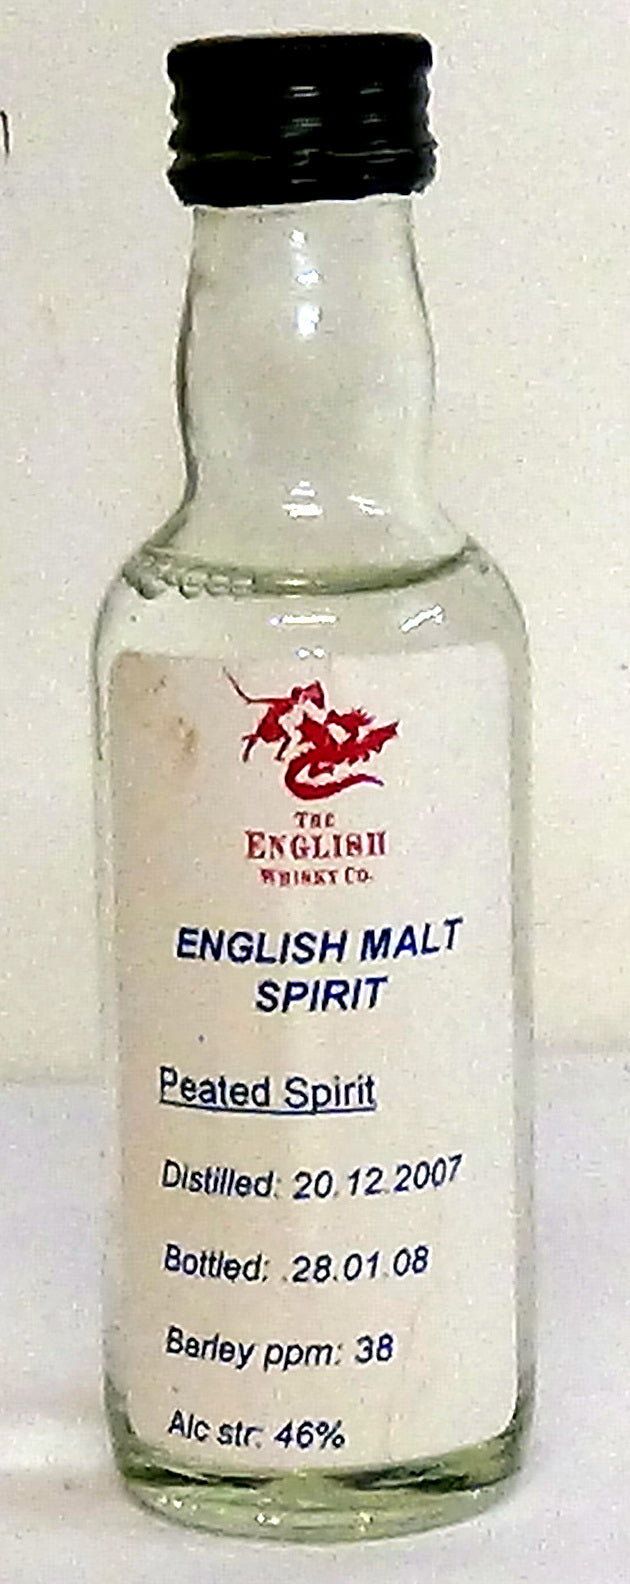 THE
ENGLISH
WHISKY CO.
ENGLISH MALT
SPIRIT
Peated Spirit
Distilled: 20.12.2007
Bottled: .28.01.08
Barley ppm: 38
Alc str: 46%